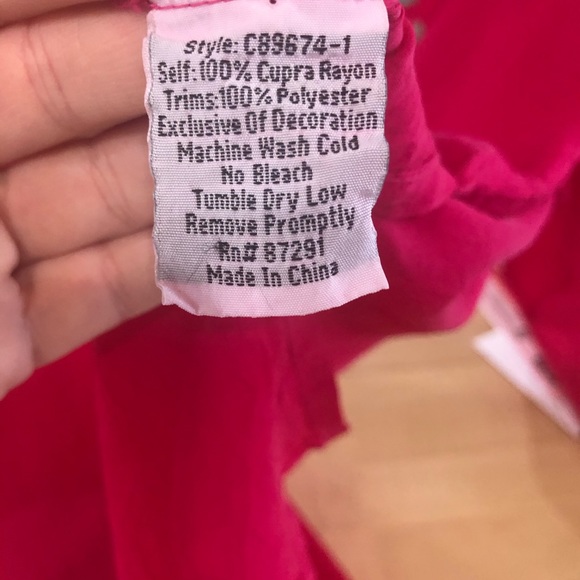 Style: C89674-1
Self:100% Cupra Rayon
Trims:100% Polyester
Exclusive Of Decoration
Machine Wash Cold
No Bleach
Tumble Dry Low
Remove Promptly
Rn# 87291
Made In China